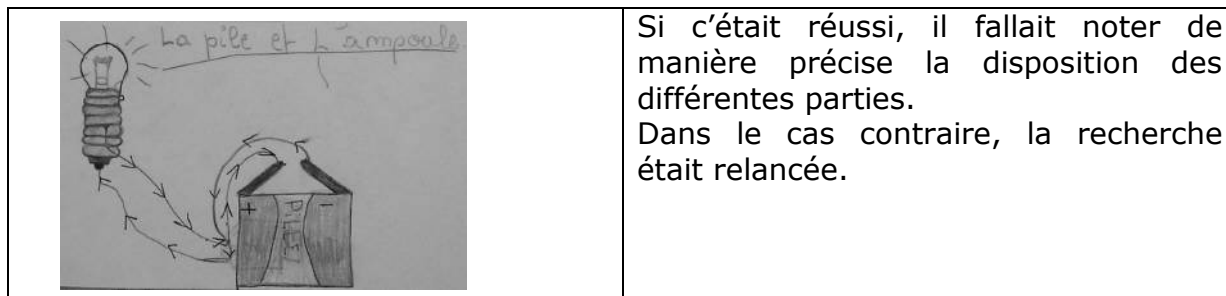 La pile et L'ampoule.
+
-
PILE
Si c'était réussi, il fallait noter de
manière précise la disposition des
différentes parties.
Dans le cas contraire, la recherche
était relancée.